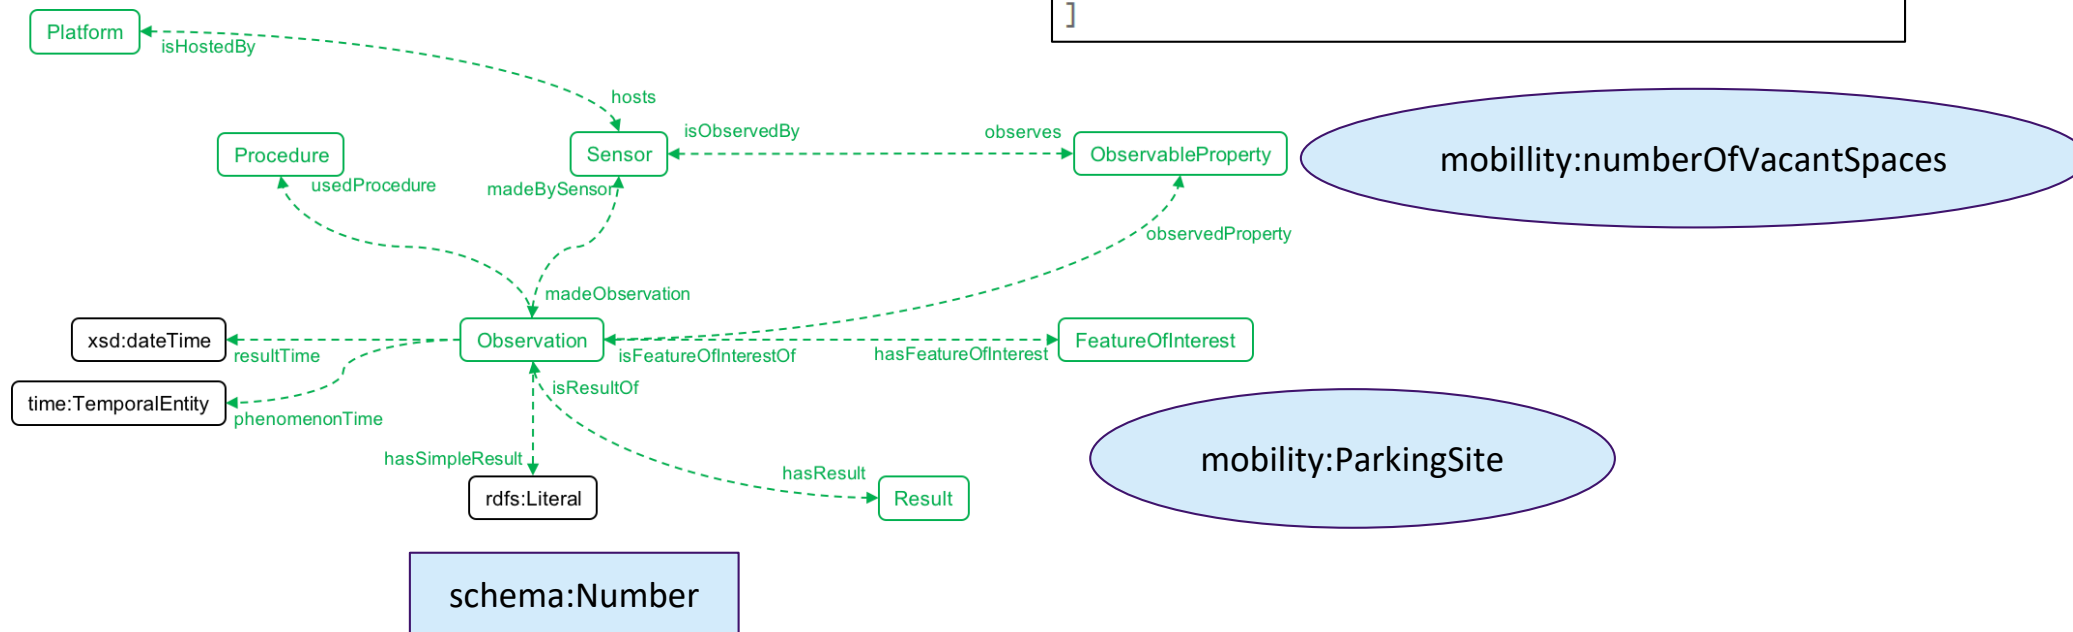 ]
Platform
isHostedBy
hosts
isObservedBy
observes
Procedure
Sensor
ObservableProperty
mobillity:numberOfVacantSpaces
usedProcedure
madeBySensor
observedProperty
madeObservation
xsd:dateTime
Observation
FeatureOfInterest
resultTime
isFeatureOfInterestOf
hasFeatureOfInterest
time:TemporalEntity
isResultOf
phenomenonTime
hasSimpleResult
mobility:ParkingSite
hasResult
rdfs:Literal
Result
schema:Number